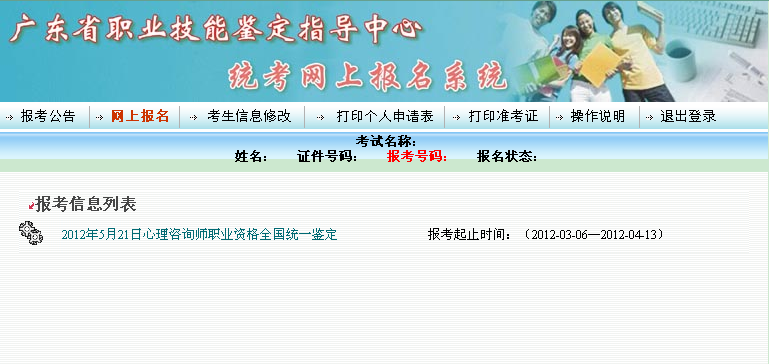 广东省职业技能鉴定指导中心
统考网上报名系统
报考公告 网上报名 考生信息修改 打印个人申请表 打印准考证 操作说明 退出登录
考试名称:
姓名: 证件号码: 报考号码: 报名状态:
报考信息列表
2012年5月21日心理咨询师职业资格全国统一鉴定 报考起止时间：（2012-03-06—2012-04-13）